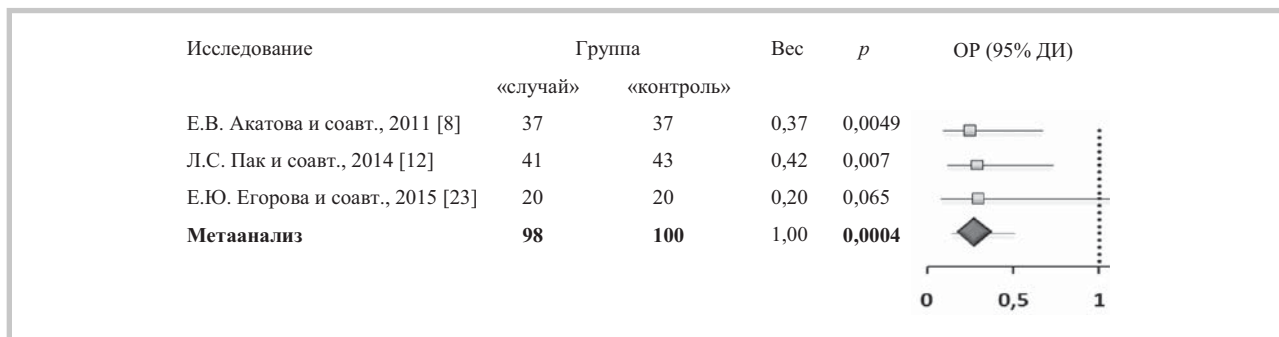 Исследование Группа Вес p ОР (95% ДИ)
«случай» «контроль»
Е.В. Акатова и соавт., 2011 [8] 37 37 0,37 0,0049
Л.С. Пак и соавт., 2014 [12] 41 43 0,42 0,007
Е.Ю. Егорова и соавт., 2015 [23] 20 20 0,20 0,065
Метаанализ 98 100 1,00 0,0004
0 0,5 1